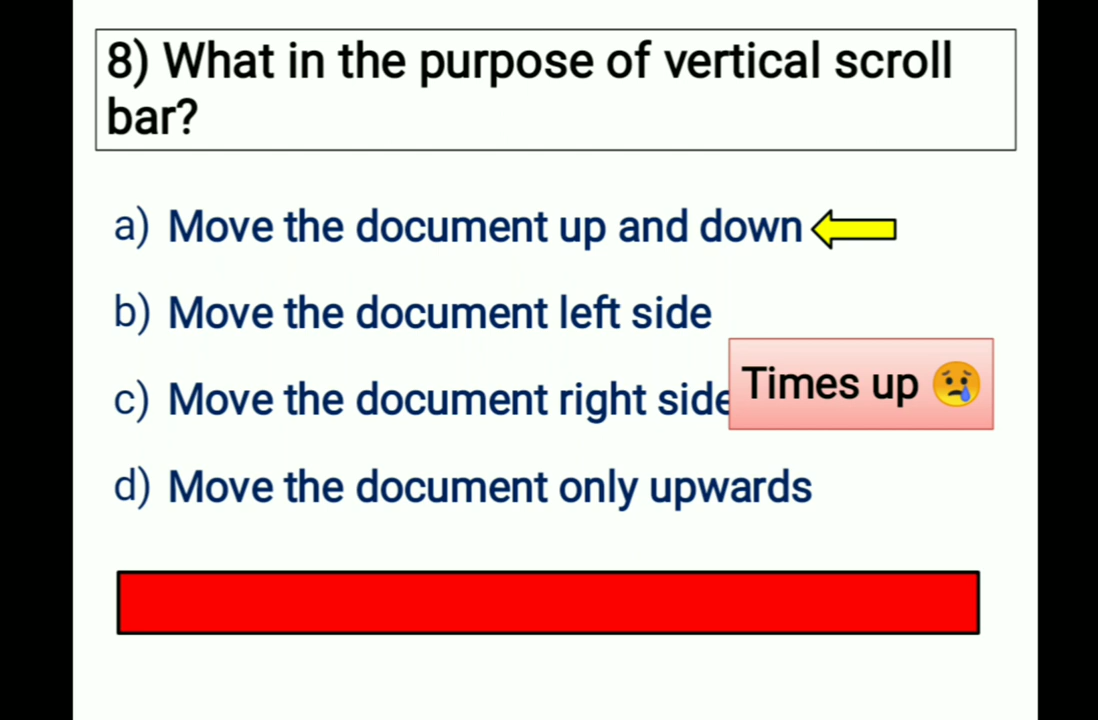 8) What in the purpose of vertical scroll
bar?
a) Move the document up and down
b) Move the document left side
c) Move the document right side
Times up 😢
d) Move the document only upwards